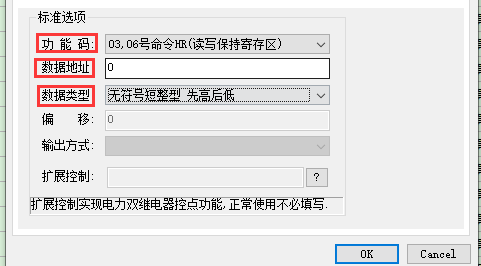 标准选项
功 能 码: 03,06号命令HR(读写保持寄存区)
数据地址 0
数据类型 无符号短整型 先高后低
偏    移: 0
输出方式:
扩展控制: ?
扩展控制实现电力双继电器控点功能,正常使用不必填写.
OK Cancel